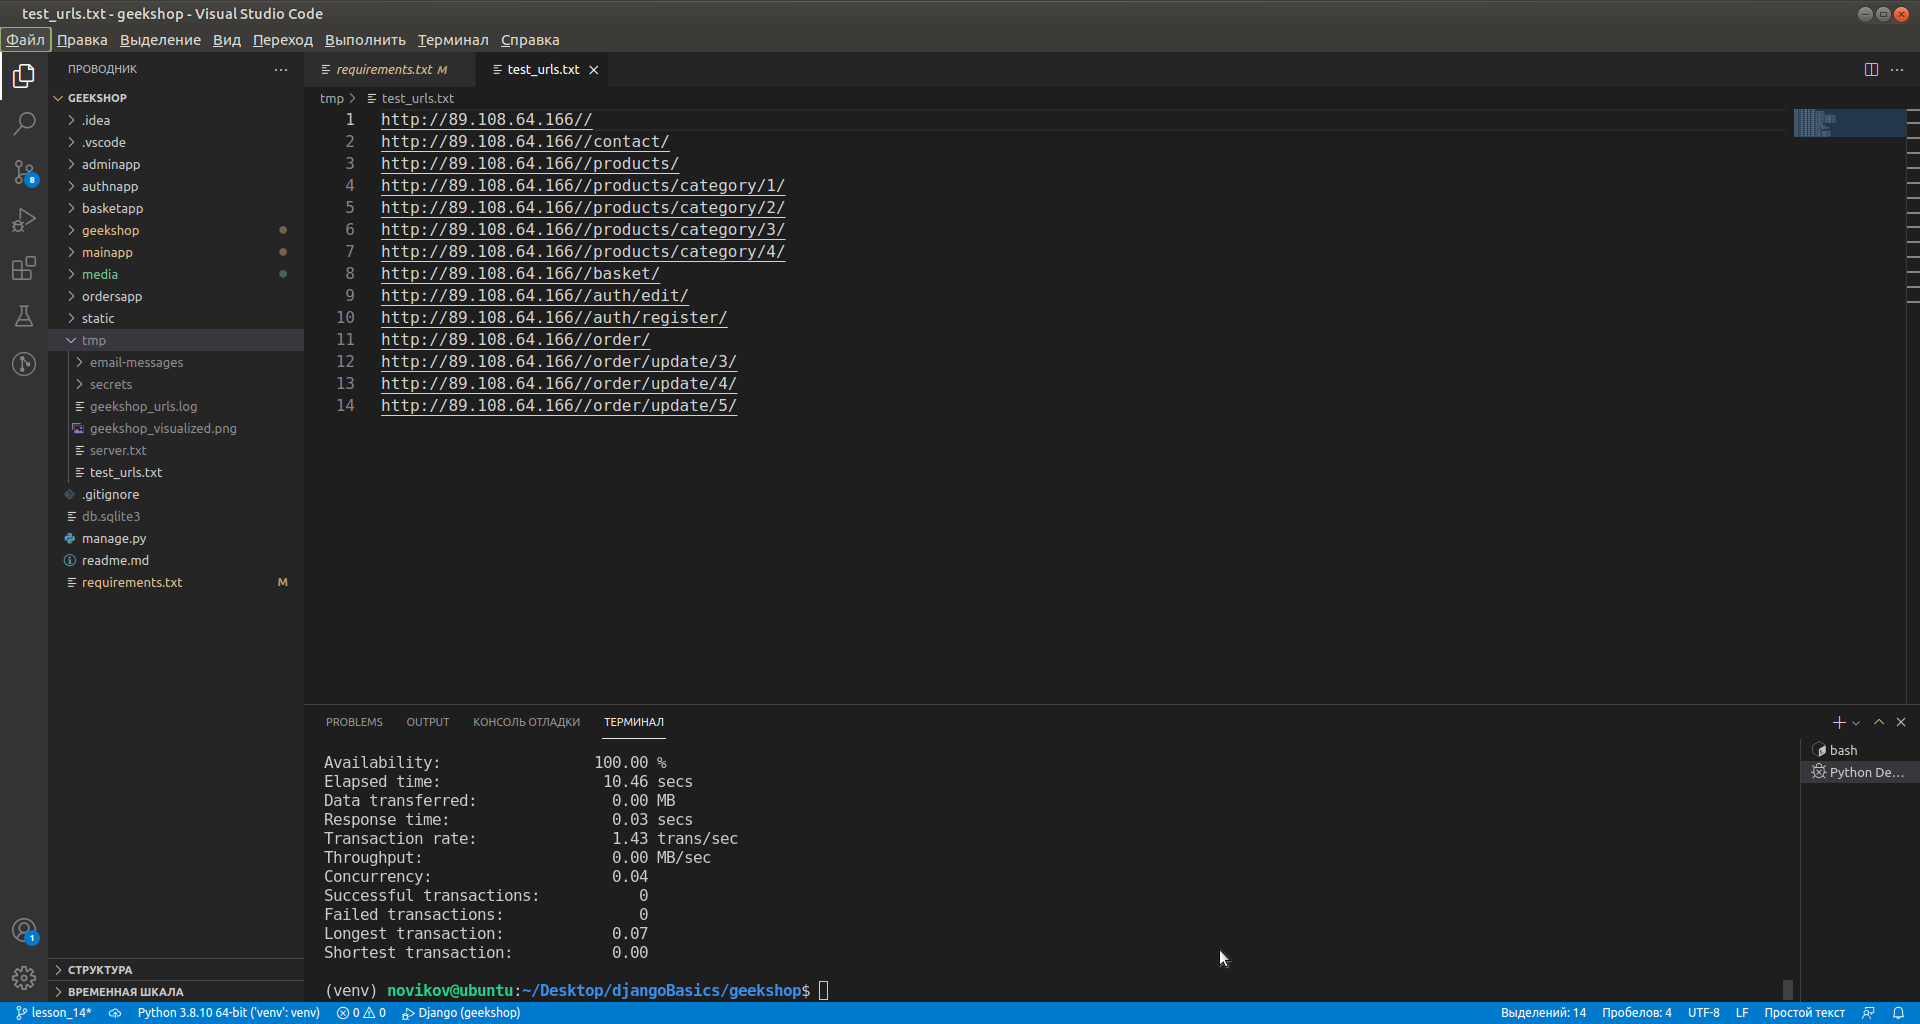 test_urls.txt - geekshop - Visual Studio Code
Файл Правка Выделение Вид Переход Выполнить Терминал Справка
ПРОВОДНИК
GEEKSHOP
.idea
.vscode
adminapp
authnapp
basketapp
geekshop
mainapp
media
ordersapp
static
tmp
email-messages
secrets
geekshop_urls.log
geekshop_visualized.png
server.txt
test_urls.txt
.gitignore
db.sqlite3
manage.py
readme.md
requirements.txt M
СТРУКТУРА
ВРЕМЕННАЯ ШКАЛА
8
1
requirements.txt M test_urls.txt
tmp > test_urls.txt
1 http://89.108.64.166//
2 http://89.108.64.166//contact/
3 http://89.108.64.166//products/
4 http://89.108.64.166//products/category/1/
5 http://89.108.64.166//products/category/2/
6 http://89.108.64.166//products/category/3/
7 http://89.108.64.166//products/category/4/
8 http://89.108.64.166//basket/
9 http://89.108.64.166//auth/edit/
10 http://89.108.64.166//auth/register/
11 http://89.108.64.166//order/
12 http://89.108.64.166//order/update/3/
13 http://89.108.64.166//order/update/4/
14 http://89.108.64.166//order/update/5/
PROBLEMS OUTPUT КОНСОЛЬ ОТЛАДКИ ТЕРМИНАЛ
Availability: 100.00 %
Elapsed time: 10.46 secs
Data transferred: 0.00 MB
Response time: 0.03 secs
Transaction rate: 1.43 trans/sec
Throughput: 0.00 MB/sec
Concurrency: 0.04
Successful transactions: 0
Failed transactions: 0
Longest transaction: 0.07
Shortest transaction: 0.00
(venv) novikov@ubuntu:~/Desktop/djangoBasics/geekshop$
bash
Python De...
lesson_14* Python 3.8.10 64-bit ('venv': venv) 0 0 Django (geekshop) Выделений: 14 Пробелов: 4 UTF-8 LF Простой текст